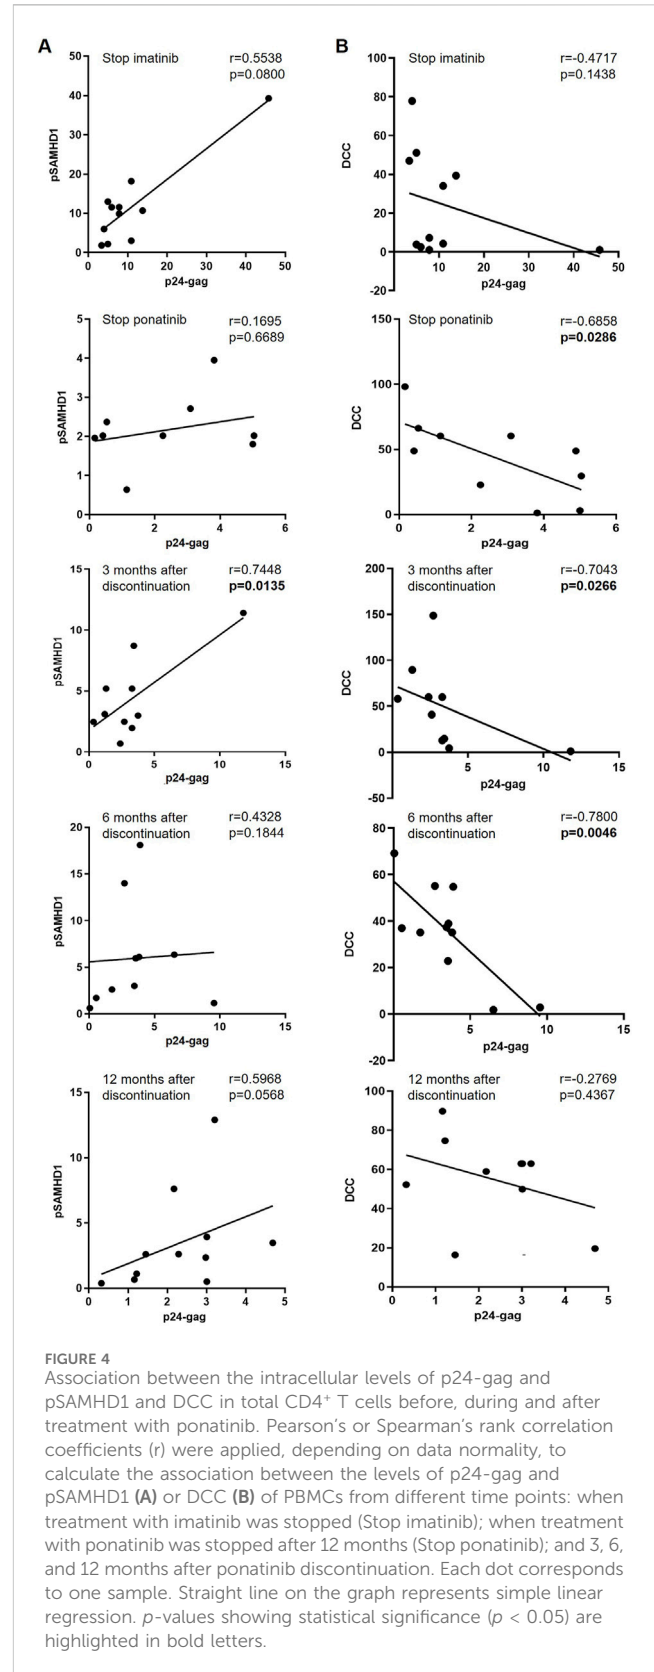 A
B
Stop imatinib
r=0.5538
p=0.0800
pSAMHD1
50
40
30
20
10
0
0 10 20 30 40 50
p24-gag
Stop imatinib
r=-0.4717
p=0.1438
DCC
100
80
60
40
20
0
-20
10 20 30 40 50
p24-gag
Stop ponatinib
r=0.1695
p=0.6689
pSAMHD1
5
4
3
2
1
0
0 2 4 6
p24-gag
Stop ponatinib
r=-0.6858
p=0.0286
DCC
150
100
50
0
0 2 4 6
p24-gag
3 months after
discontinuation
r=0.7448
p=0.0135
pSAMHD1
15
10
5
0
0 5 10 15
p24-gag
3 months after
discontinuation
r=-0.7043
p=0.0266
DCC
200
150
100
50
0
-50
5 10 15
p24-gag
6 months after
discontinuation
r=0.4328
p=0.1844
pSAMHD1
20
15
10
5
0
0 5 10 15
p24-gag
6 months after
discontinuation
r=-0.7800
p=0.0046
DCC
80
60
40
20
0
-20
5 10 15
p24-gag
12 months after
discontinuation
r=0.5968
p=0.0568
pSAMHD1
15
10
5
0
0 1 2 3 4 5
p24-gag
12 months after
discontinuation
r=-0.2769
p=0.4367
DCC
100
80
60
40
20
0
0 1 2 3 4 5
p24-gag
FIGURE 4
Association between the intracellular levels of p24-gag and
pSAMHD1 and DCC in total CD4⁺ T cells before, during and after
treatment with ponatinib. Pearson’s or Spearman’s rank correlation
coefficients (r) were applied, depending on data normality, to
calculate the association between the levels of p24-gag and
pSAMHD1 (A) or DCC (B) of PBMCs from different time points: when
treatment with imatinib was stopped (Stop imatinib); when treatment
with ponatinib was stopped after 12 months (Stop ponatinib); and 3, 6,
and 12 months after ponatinib discontinuation. Each dot corresponds
to one sample. Straight line on the graph represents simple linear
regression. p-values showing statistical significance (p < 0.05) are
highlighted in bold letters.